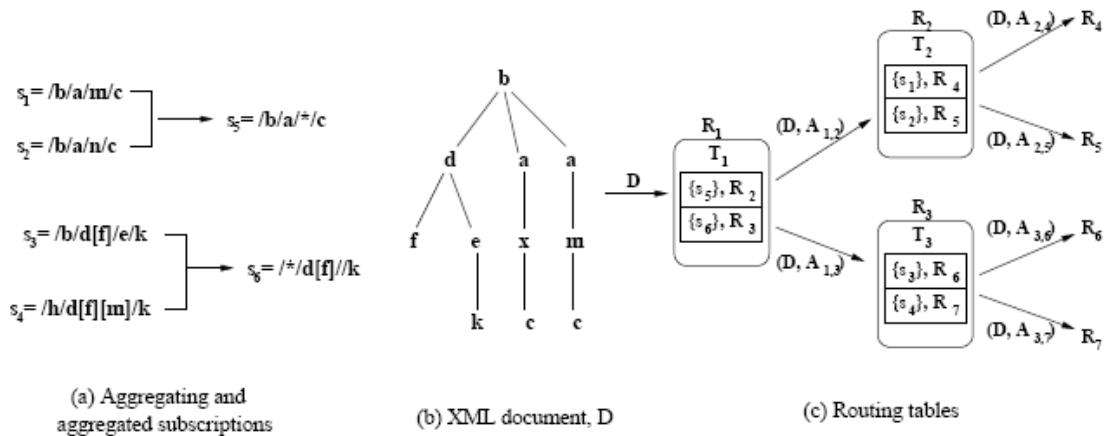 s1= /b/a/m/c
s2= /b/a/n/c
s5= /b/a/*/c
s3= /b/d[f]/e/k
s4= /h/d[f][m]/k
s6= /*/d[f]//k
(a) Aggregating and
aggregated subscriptions
b
d a a
f e x m
k c c
(b) XML document, D
D
R1
T1
{s5}, R2
{s6}, R3
(D, A1,2)
(D, A1,3)
R2
T2
{s1}, R4
{s2}, R5
(D, A2,4)
R4
(D, A2,5)
R5
R3
T3
{s3}, R6
{s4}, R7
(D, A3,6)
R6
(D, A3,7)
R7
(c) Routing tables